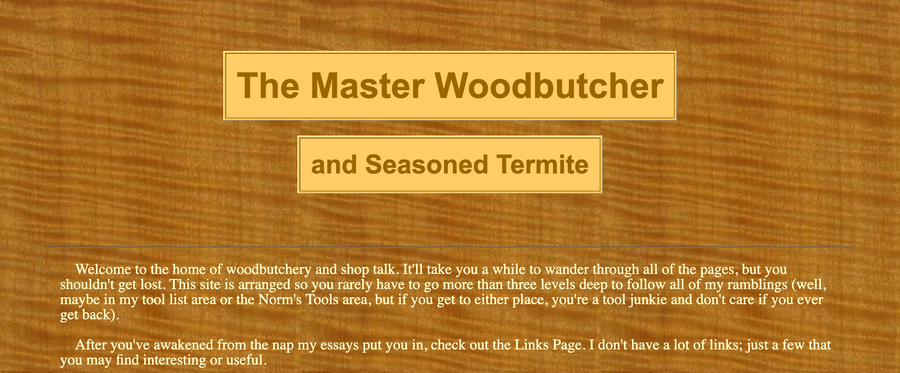 The Master Woodbutcher
and Seasoned Termite
Welcome to the home of woodbutchery and shop talk. It'll take you a while to wander through all of the pages, but you
shouldn't get lost. This site is arranged so you rarely have to go more than three levels deep to follow all of my ramblings (well,
maybe in my tool list area or the Norm's Tools area, but if you get to either place, you're a tool junkie and don't care if you ever
get back).
After you've awakened from the nap my essays put you in, check out the Links Page. I don't have a lot of links; just a few that
you may find interesting or useful.